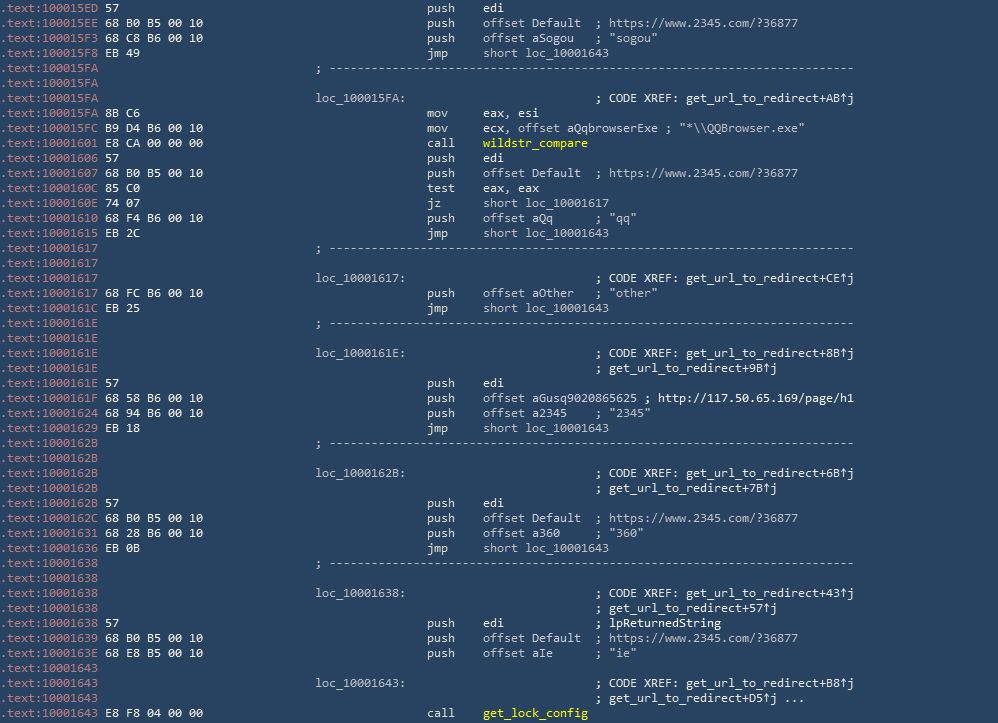 .text:100015ED 57 push edi
.text:100015EE 68 B0 B5 00 10 push offset Default ; https://www.2345.com/?36877
.text:100015F3 68 C8 B6 00 10 push offset aSogou ; "sogou"
.text:100015F8 EB 49 jmp short loc_10001643
.text:100015FA ; ---------------------------------------------------------------------------
.text:100015FA
.text:100015FA loc_100015FA: ; CODE XREF: get_url_to_redirect+AB↑j
.text:100015FA 8B C6 mov eax, esi
.text:100015FC B9 D4 B6 00 10 mov ecx, offset aQqbrowserExe ; "*\\QQBrowser.exe"
.text:10001601 E8 CA 00 00 00 call wildstr_compare
.text:10001606 57 push edi
.text:10001607 68 B0 B5 00 10 push offset Default ; https://www.2345.com/?36877
.text:1000160C 85 C0 test eax, eax
.text:1000160E 74 07 jz short loc_10001617
.text:10001610 68 F4 B6 00 10 push offset aQq ; "qq"
.text:10001615 EB 2C jmp short loc_10001643
.text:10001617 ; ---------------------------------------------------------------------------
.text:10001617
.text:10001617 loc_10001617: ; CODE XREF: get_url_to_redirect+CE↑j
.text:10001617 68 FC B6 00 10 push offset aOther ; "other"
.text:1000161C EB 25 jmp short loc_10001643
.text:1000161E ; ---------------------------------------------------------------------------
.text:1000161E
.text:1000161E loc_1000161E: ; CODE XREF: get_url_to_redirect+8B↑j
.text:1000161E ; get_url_to_redirect+9B↑j
.text:1000161E 57 push edi
.text:1000161F 68 58 B6 00 10 push offset aGusq9020865625 ; http://117.50.65.169/page/h1
.text:10001624 68 94 B6 00 10 push offset a2345 ; "2345"
.text:10001629 EB 18 jmp short loc_10001643
.text:1000162B ; ---------------------------------------------------------------------------
.text:1000162B
.text:1000162B loc_1000162B: ; CODE XREF: get_url_to_redirect+6B↑j
.text:1000162B ; get_url_to_redirect+7B↑j
.text:1000162B 57 push edi
.text:1000162C 68 B0 B5 00 10 push offset Default ; https://www.2345.com/?36877
.text:10001631 68 28 B6 00 10 push offset a360 ; "360"
.text:10001636 EB 0B jmp short loc_10001643
.text:10001638 ; ---------------------------------------------------------------------------
.text:10001638
.text:10001638 loc_10001638: ; CODE XREF: get_url_to_redirect+43↑j
.text:10001638 ; get_url_to_redirect+57↑j
.text:10001638 57 push edi ; lpReturnedString
.text:10001639 68 B0 B5 00 10 push offset Default ; https://www.2345.com/?36877
.text:1000163E 68 E8 B5 00 10 push offset aIe ; "ie"
.text:10001643
.text:10001643 loc_10001643: ; CODE XREF: get_url_to_redirect+B8↑j
.text:10001643 ; get_url_to_redirect+D5↑j ...
.text:10001643 E8 F8 04 00 00 call get_lock_config